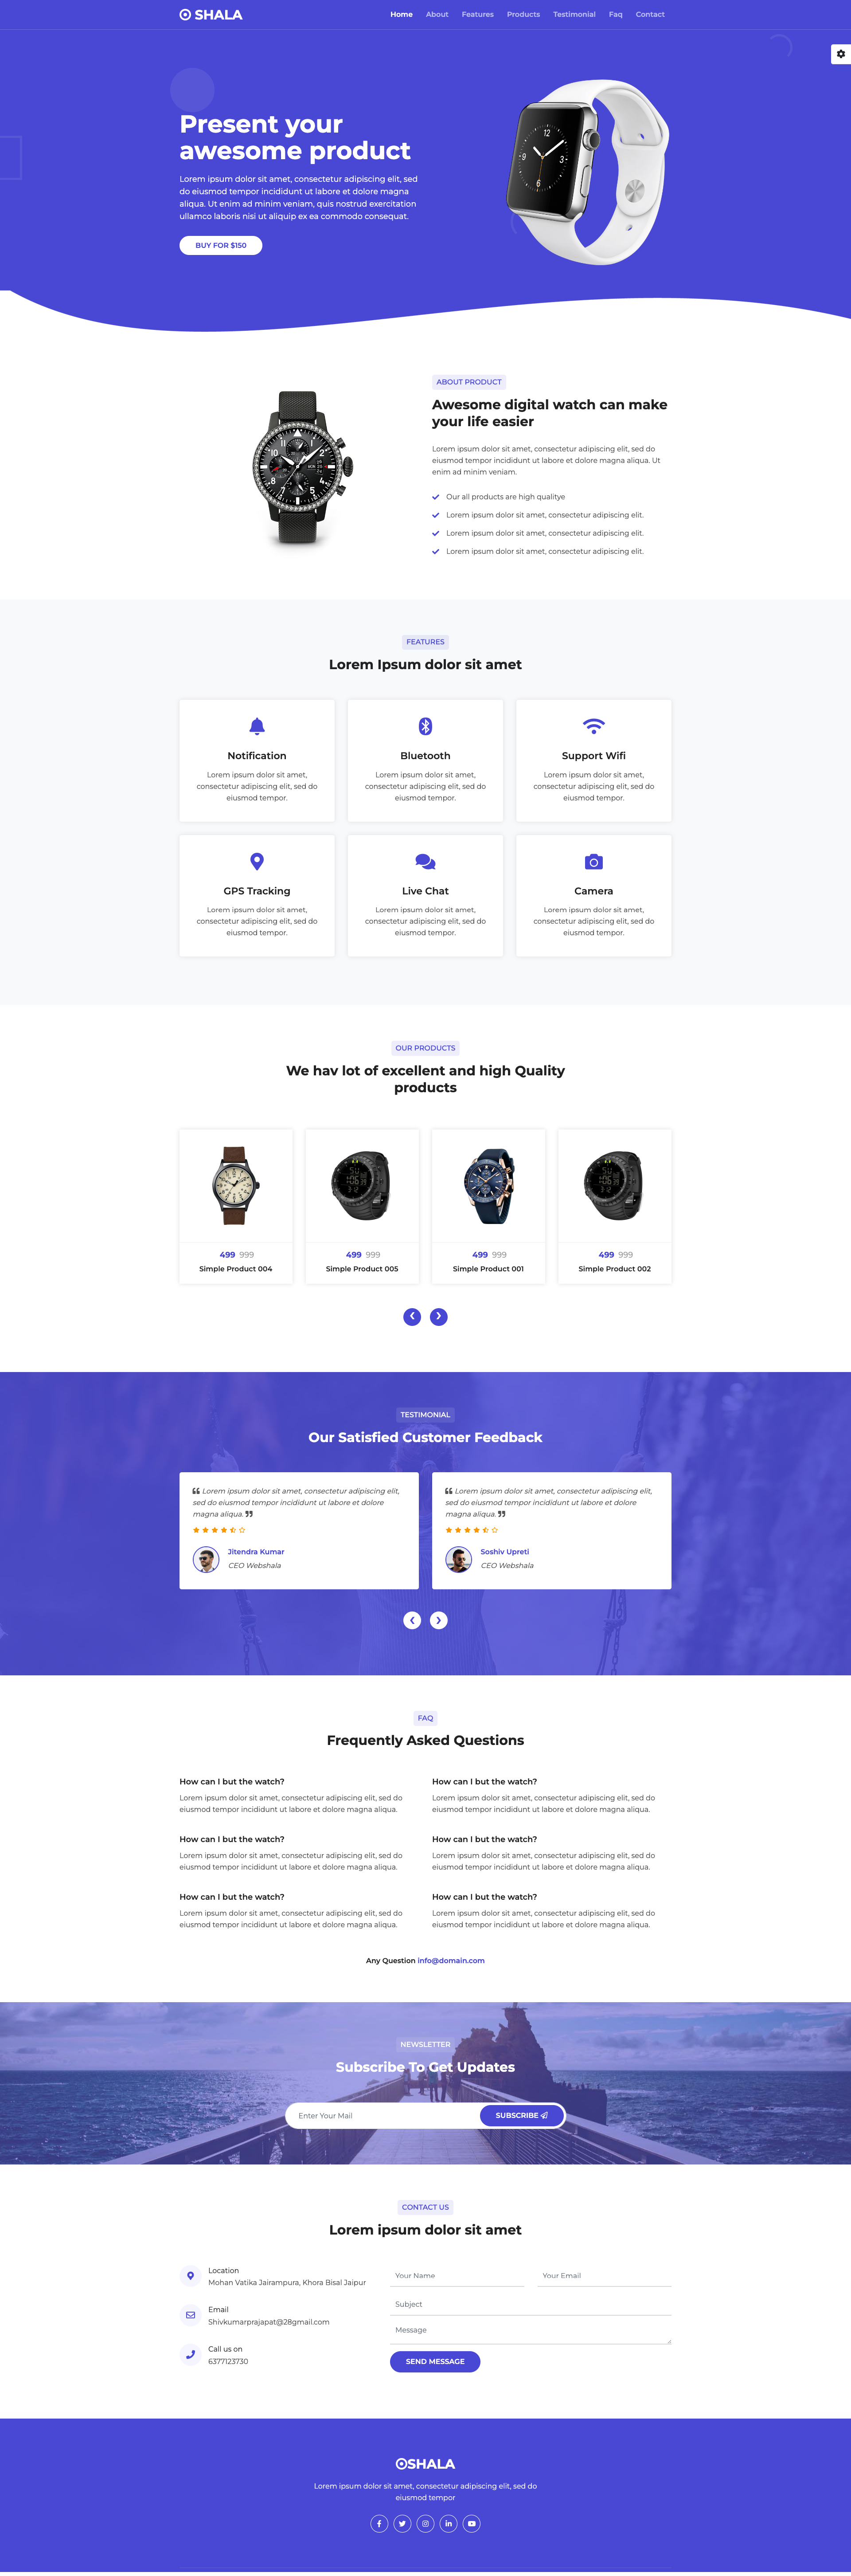 SHALA
Home About Features Products Testimonial Faq Contact
Present your
awesome product
Lorem ipsum dolor sit amet, consectetur adipiscing elit, sed
do eiusmod tempor incididunt ut labore et dolore magna
aliqua. Ut enim ad minim veniam, quis nostrud exercitation
ullamco laboris nisi ut aliquip ex ea commodo consequat.
BUY FOR $150
12
3
6
9
ABOUT PRODUCT
Awesome digital watch can make
your life easier
Lorem ipsum dolor sit amet, consectetur adipiscing elit, sed do
eiusmod tempor incididunt ut labore et dolore magna aliqua. Ut
enim ad minim veniam.
Our all products are high qualitye
Lorem ipsum dolor sit amet, consectetur adipiscing elit.
Lorem ipsum dolor sit amet, consectetur adipiscing elit.
Lorem ipsum dolor sit amet, consectetur adipiscing elit.
FEATURES
Lorem Ipsum dolor sit amet
Notification
Lorem ipsum dolor sit amet,
consectetur adipiscing elit, sed do
eiusmod tempor.
Bluetooth
Lorem ipsum dolor sit amet,
consectetur adipiscing elit, sed do
eiusmod tempor.
Support Wifi
Lorem ipsum dolor sit amet,
consectetur adipiscing elit, sed do
eiusmod tempor.
GPS Tracking
Lorem ipsum dolor sit amet,
consectetur adipiscing elit, sed do
eiusmod tempor.
Live Chat
Lorem ipsum dolor sit amet,
consectetur adipiscing elit, sed do
eiusmod tempor.
Camera
Lorem ipsum dolor sit amet,
consectetur adipiscing elit, sed do
eiusmod tempor.
OUR PRODUCTS
We hav lot of excellent and high Quality
products
499 999
Simple Product 004
499 999
Simple Product 005
499 999
Simple Product 001
499 999
Simple Product 002
TESTIMONIAL
Our Satisfied Customer Feedback
Lorem ipsum dolor sit amet, consectetur adipiscing elit,
sed do eiusmod tempor incididunt ut labore et dolore
magna aliqua.
Jitendra Kumar
CEO Webshala
Lorem ipsum dolor sit amet, consectetur adipiscing elit,
sed do eiusmod tempor incididunt ut labore et dolore
magna aliqua.
Soshiv Upreti
CEO Webshala
FAQ
Frequently Asked Questions
How can I but the watch?
Lorem ipsum dolor sit amet, consectetur adipiscing elit, sed do
eiusmod tempor incididunt ut labore et dolore magna aliqua.
How can I but the watch?
Lorem ipsum dolor sit amet, consectetur adipiscing elit, sed do
eiusmod tempor incididunt ut labore et dolore magna aliqua.
How can I but the watch?
Lorem ipsum dolor sit amet, consectetur adipiscing elit, sed do
eiusmod tempor incididunt ut labore et dolore magna aliqua.
How can I but the watch?
Lorem ipsum dolor sit amet, consectetur adipiscing elit, sed do
eiusmod tempor incididunt ut labore et dolore magna aliqua.
How can I but the watch?
Lorem ipsum dolor sit amet, consectetur adipiscing elit, sed do
eiusmod tempor incididunt ut labore et dolore magna aliqua.
How can I but the watch?
Lorem ipsum dolor sit amet, consectetur adipiscing elit, sed do
eiusmod tempor incididunt ut labore et dolore magna aliqua.
Any Question info@domain.com
NEWSLETTER
Subscribe To Get Updates
Enter Your Mail
SUBSCRIBE
CONTACT US
Lorem ipsum dolor sit amet
Location
Mohan Vatika Jairampura, Khora Bisal Jaipur
Email
Shivkumarprajapat@28gmail.com
Call us on
6377123730
Your Name
Your Email
Subject
Message
SEND MESSAGE
SHALA
Lorem ipsum dolor sit amet, consectetur adipiscing elit, sed do
eiusmod tempor